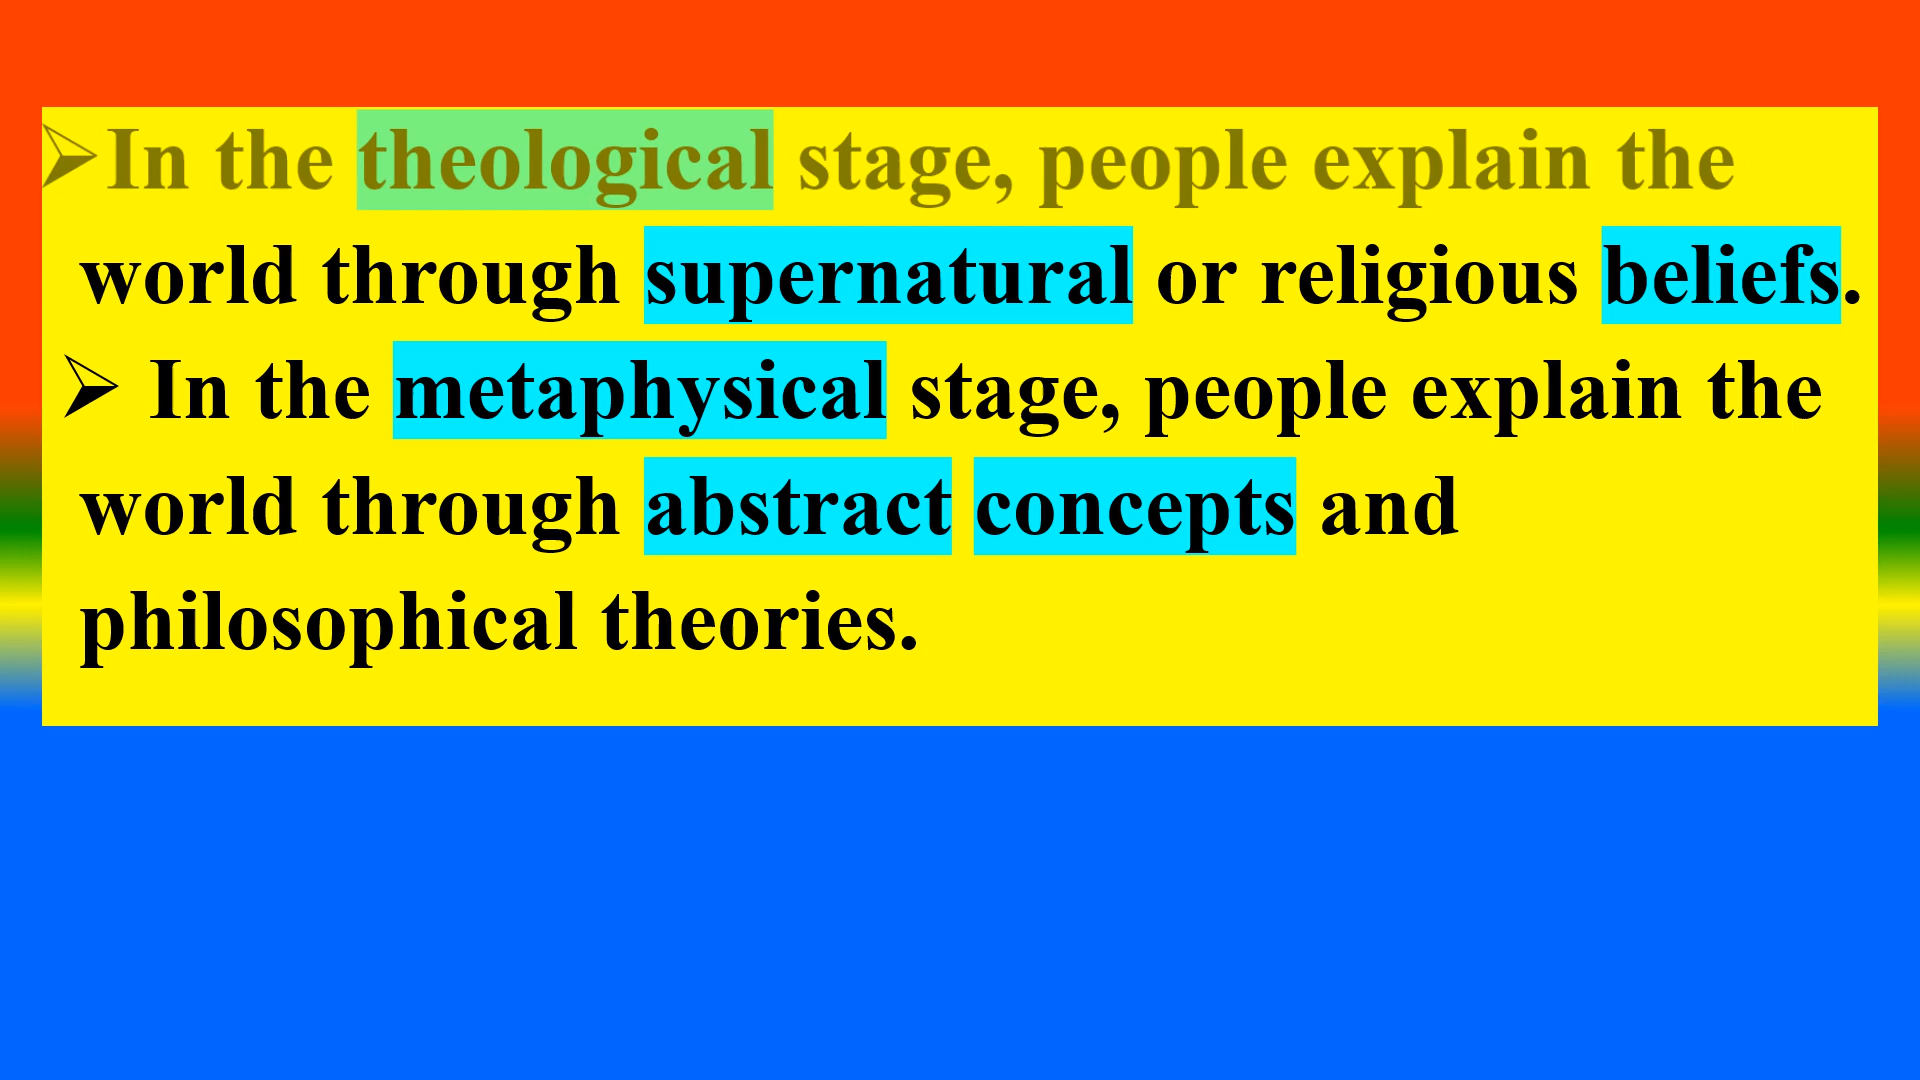 ➢In the theological stage, people explain the
world through supernatural or religious beliefs.
➢ In the metaphysical stage, people explain the
world through abstract concepts and
philosophical theories.